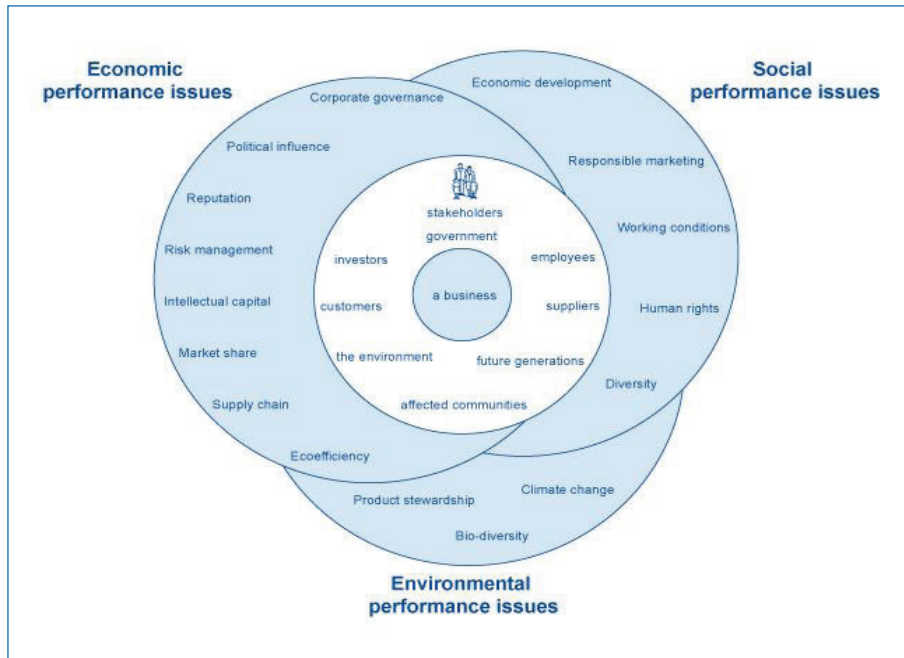 Economic
performance issues
Social
performance issues
Economic development
Corporate governance
Political influence
Responsible marketing
Reputation
stakeholders
Working conditions
government
Risk management
investors
employees
a business
Intellectual capital
customers
suppliers
Human rights
Market share
the environment
future generations
Diversity
Supply chain
affected communities
Ecoefficiency
Climate change
Product stewardship
Bio-diversity
Environmental
performance issues